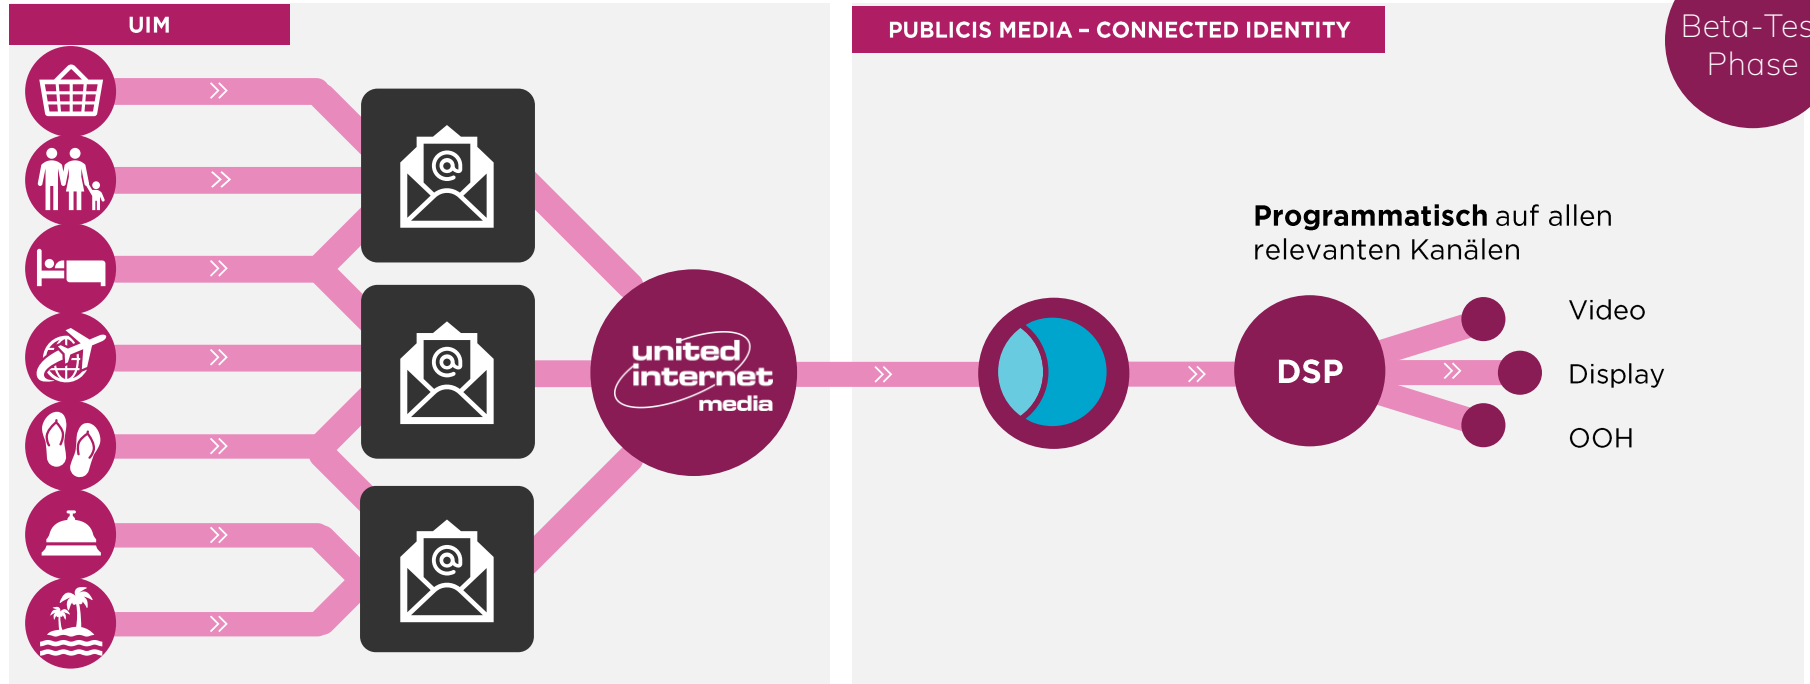 UIM
PUBLICIS MEDIA – CONNECTED IDENTITY
Beta-Tes
Phase
Programmatisch auf allen
relevanten Kanälen
united
internet
media
DSP
Video
Display
OOH